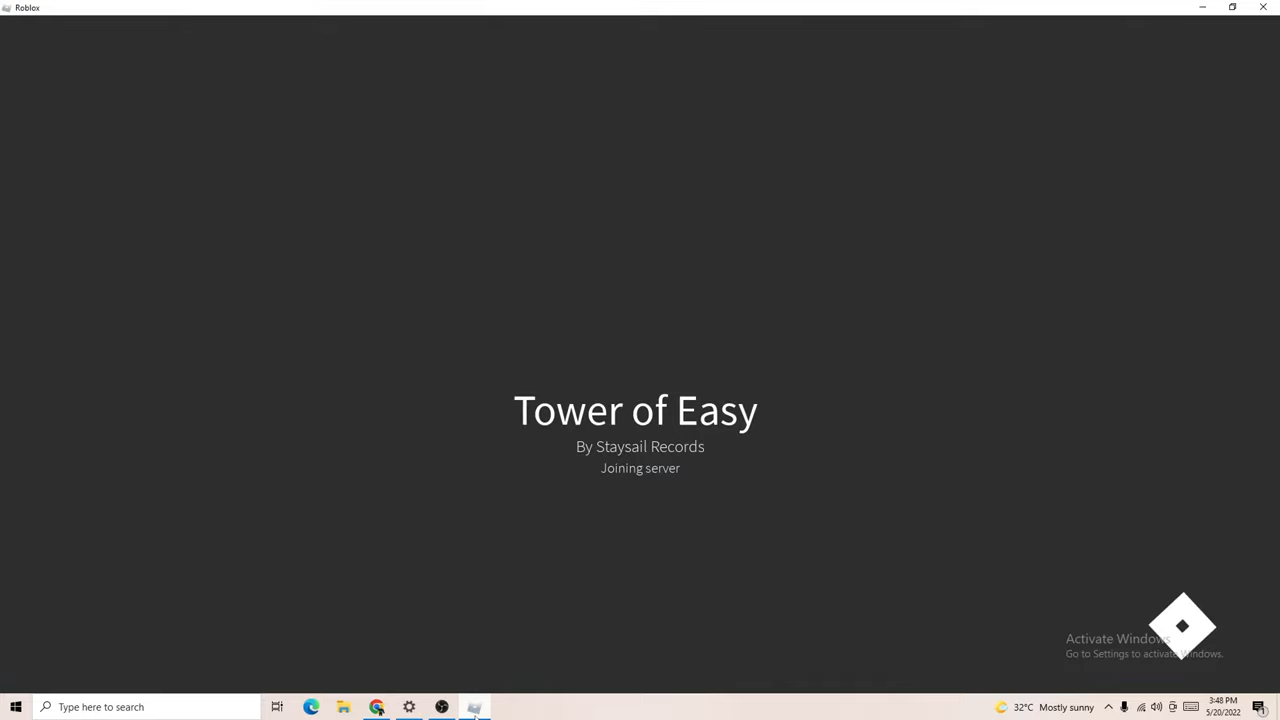 Roblox
Tower of Easy
By Staysail Records
Joining server
Activate Windows
Go to Settings to activate Windows.
Type here to search
32°C Mostly sunny
3:48 PM
5/20/2022